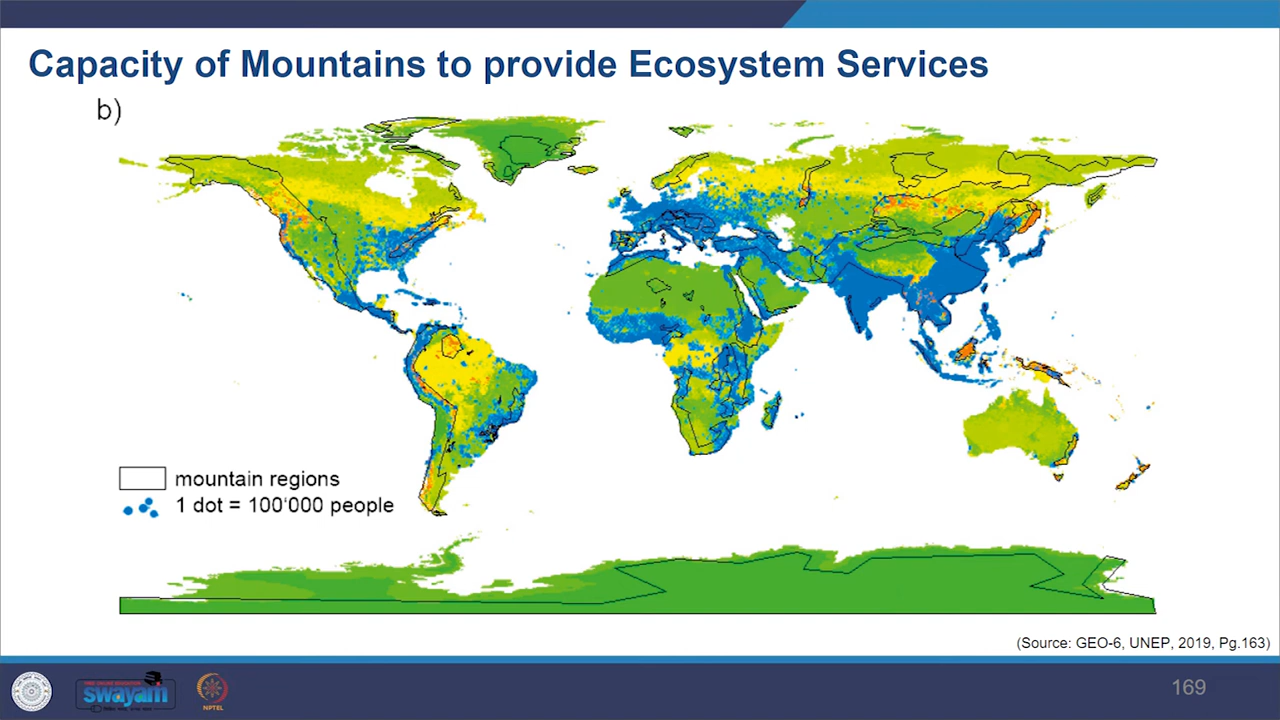 Capacity of Mountains to provide Ecosystem Services
b)
mountain regions
1 dot = 100'000 people
(Source: GEO-6, UNEP, 2019, Pg.163)
swayam
NPTEL
169